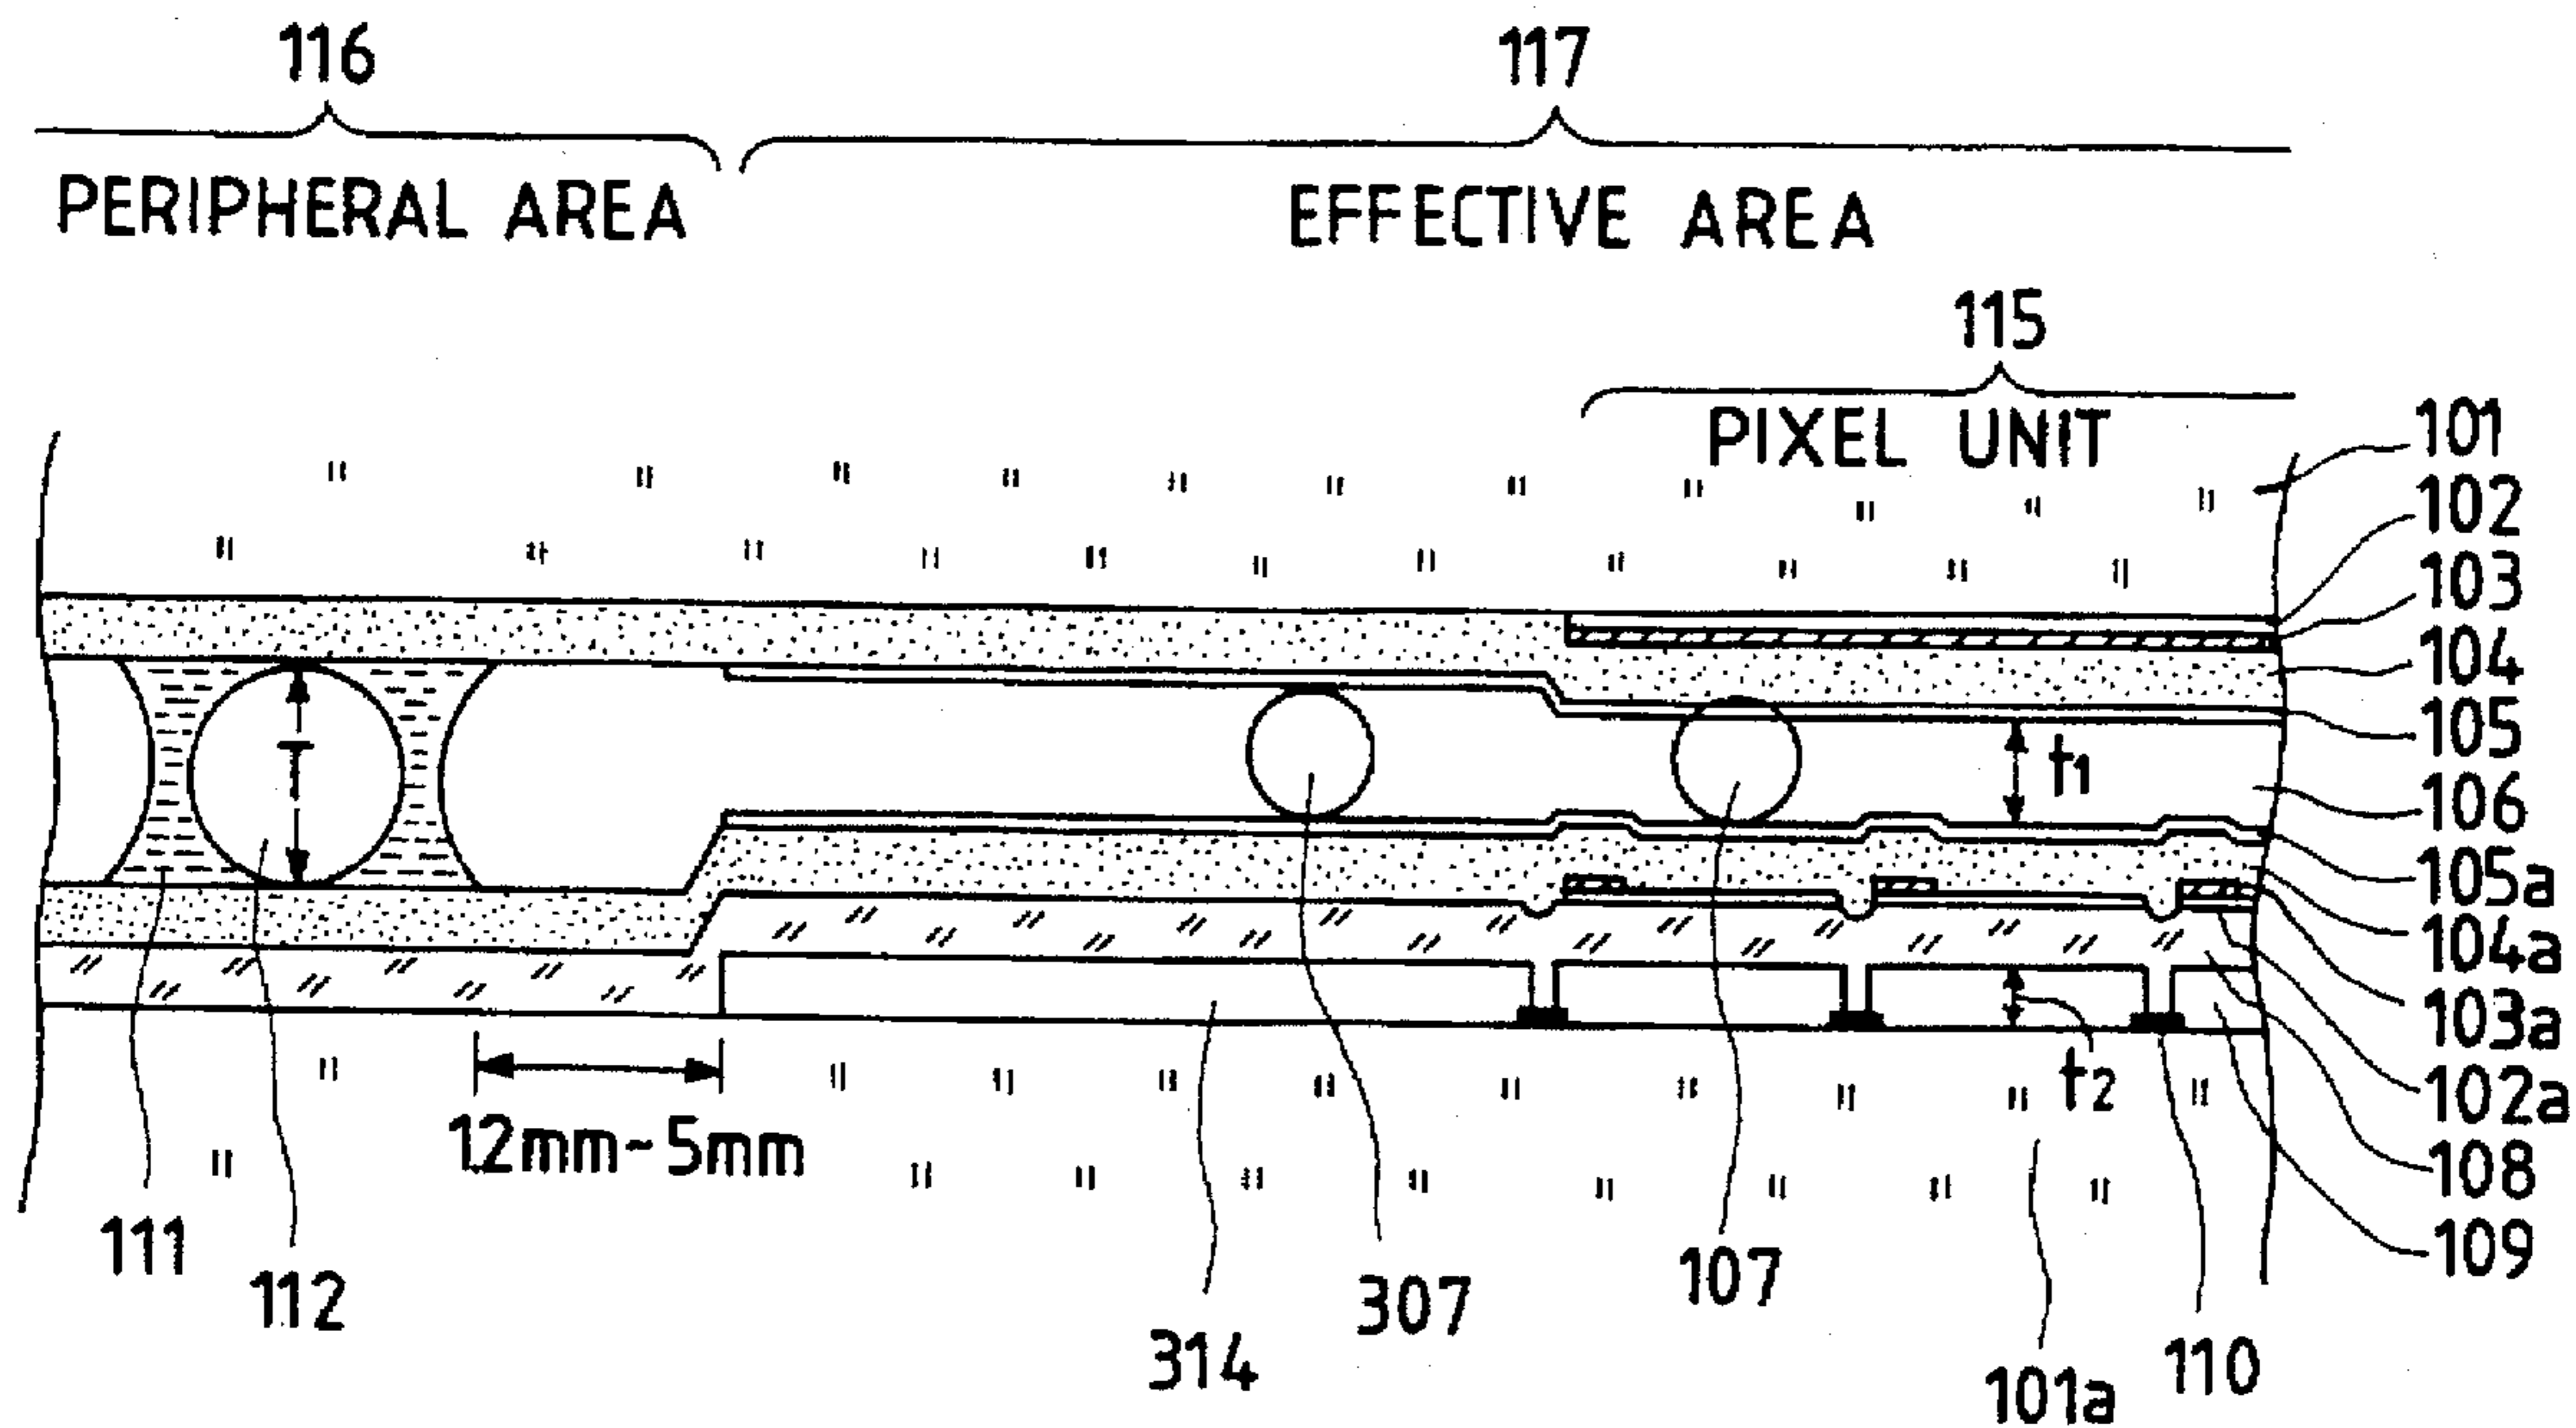 116
117
PERIPHERAL AREA
EFFECTIVE AREA
115
PIXEL UNIT
101
102
103
104
105
106
105a
104a
103a
102a
108
109
T
t1
t2
12mm~5mm
111
112
314
307
107
101a
110